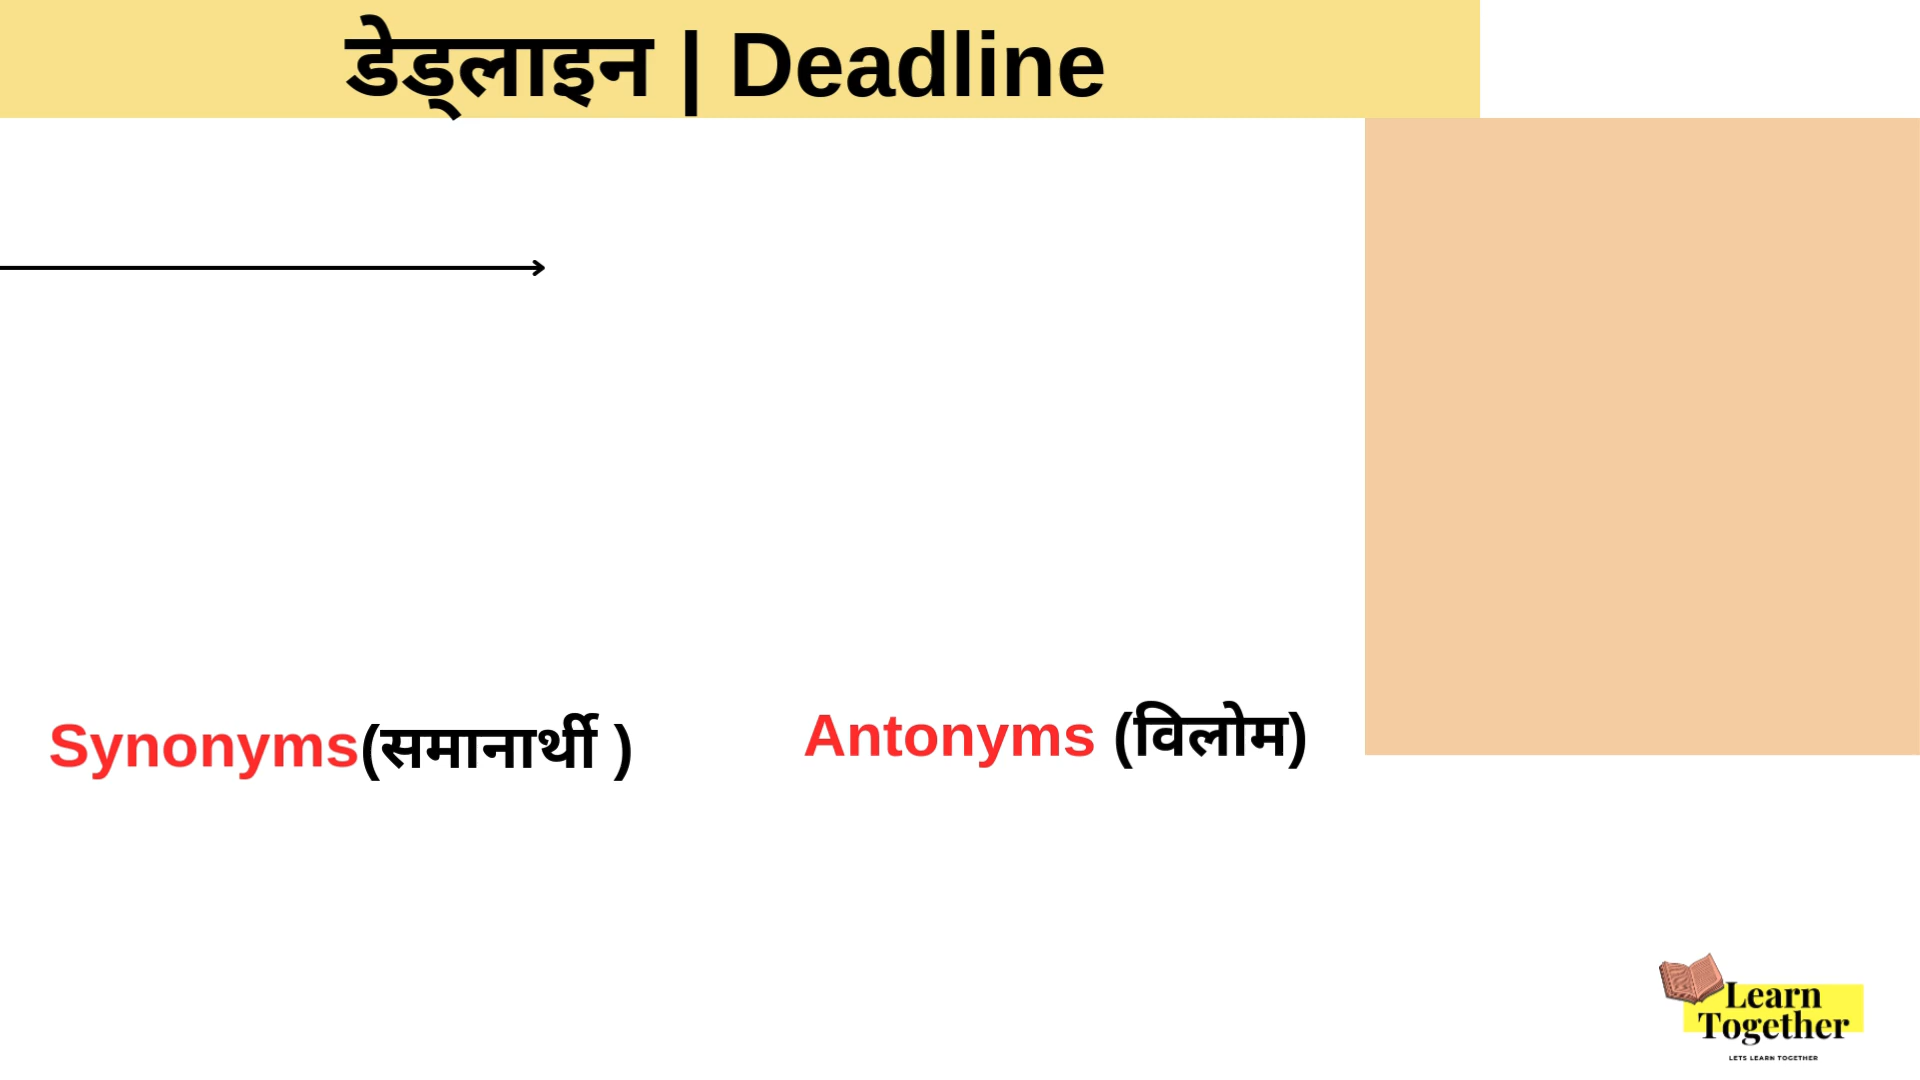 डेड्लाइन | Deadline
Synonyms(समानार्थी )
Antonyms (विलोम)
Learn
Together
LETS LEARN TOGETHER